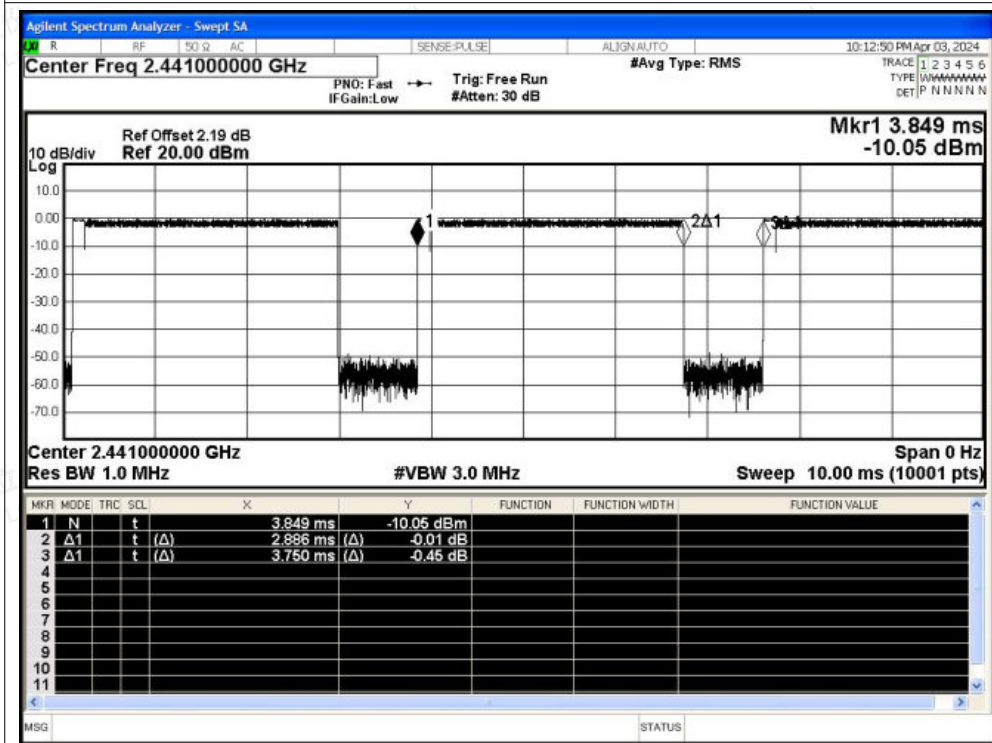 Agilent Spectrum Analyzer - Swept SA
LXI R RF 50 Ω AC SENSE:PULSE ALIGN AUTO 10:12:50 PM Apr 03, 2024
Center Freq 2.441000000 GHz #Avg Type: RMS TRACE 1 2 3 4 5 6
PNO: Fast Trig: Free Run TYPE WWWWWW
IFGain:Low #Atten: 30 dB DET P N N N N N
Mkr1 3.849 ms
Ref Offset 2.19 dB
10 dB/div Ref 20.00 dBm -10.05 dBm
Log
10.0
0.00
1 2Δ1 3Δ1
-10.0
-20.0
-30.0
-40.0
-50.0
-60.0
-70.0
Center 2.441000000 GHz Span 0 Hz
Res BW 1.0 MHz #VBW 3.0 MHz Sweep 10.00 ms (10001 pts)
MKR MODE TRC SCL X Y FUNCTION FUNCTION WIDTH FUNCTION VALUE
1 N t 3.849 ms -10.05 dBm
2 Δ1 t (Δ) 2.886 ms (Δ) -0.01 dB
3 Δ1 t (Δ) 3.750 ms (Δ) -0.45 dB
4
5
6
7
8
9
10
11
MSG STATUS